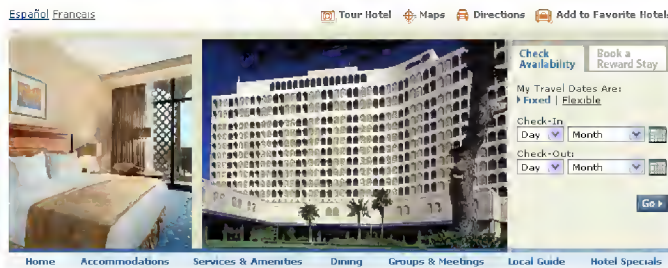 Español Français
Tour Hotel Maps Directions Add to Favorite Hotels
Check Availability
Book a Reward Stay
My Travel Dates Are:
Fixed | Flexible
Check-In
Day Month
Check-Out:
Day Month
Go
Home Accommodations Services & Amenities Dining Groups & Meetings Local Guide Hotel Specials